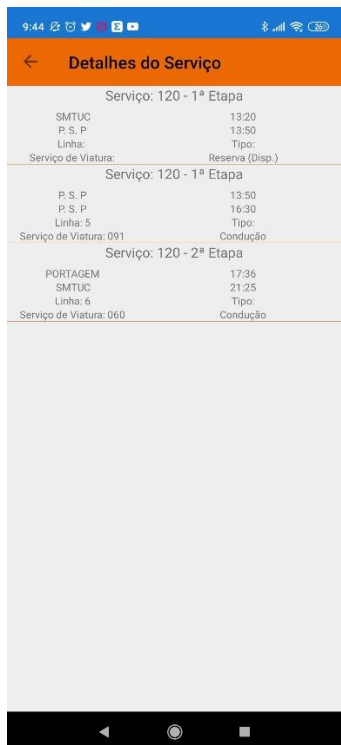 9:44
26
Detalhes do Serviço
Serviço: 120 - 1ª Etapa
SMTUC 13:20
P. S. P 13:50
Linha: Tipo:
Serviço de Viatura: Reserva (Disp.)
Serviço: 120 - 1ª Etapa
P. S. P 13:50
P. S. P 16:30
Linha: 5 Tipo:
Serviço de Viatura: 091 Condução
Serviço: 120 - 2ª Etapa
PORTAGEM 17:36
SMTUC 21:25
Linha: 6 Tipo:
Serviço de Viatura: 060 Condução